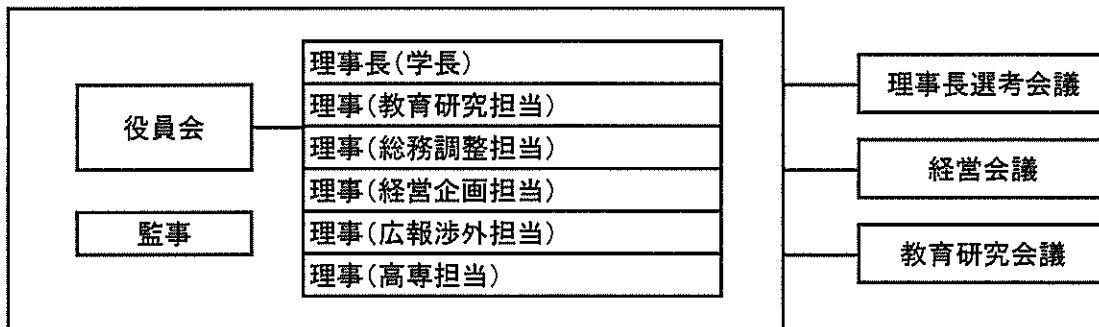 役員会
監事
理事長(学長)
理事(教育研究担当)
理事(総務調整担当)
理事(経営企画担当)
理事(広報渉外担当)
理事(高専担当)
理事長選考会議
経営会議
教育研究会議